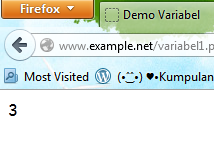 Firefox
Demo Variabel
www.example.net/variabel1.p
Most Visited (•͡˘˘•͡) ♥•Kumpulan
3